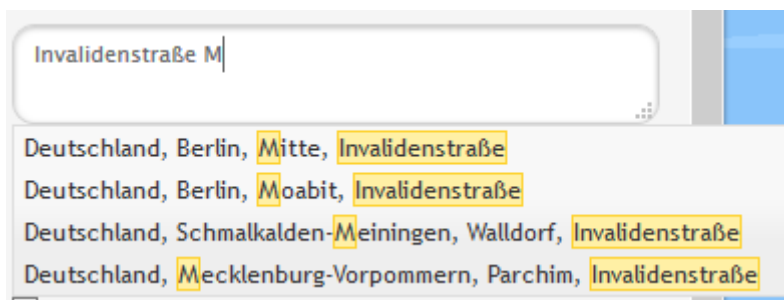 Invalidenstraße M
Deutschland, Berlin, Mitte, Invalidenstraße
Deutschland, Berlin, Moabit, Invalidenstraße
Deutschland, Schmalkalden-Meiningen, Walldorf, Invalidenstraße
Deutschland, Mecklenburg-Vorpommern, Parchim, Invalidenstraße